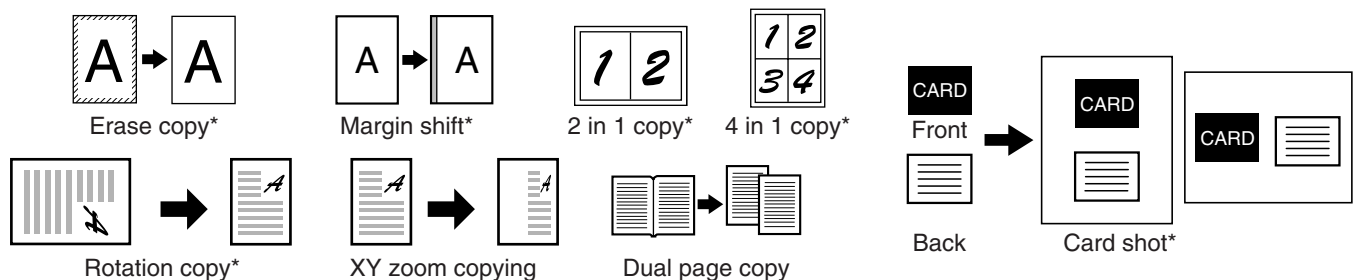 A A
Erase copy*
A A
Margin shift*
1 2
2 in 1 copy*
1 2
3 4
4 in 1 copy*
A A
Rotation copy*
A A
XY zoom copying
Dual page copy
CARD
Front
Back
CARD
CARD
Card shot*